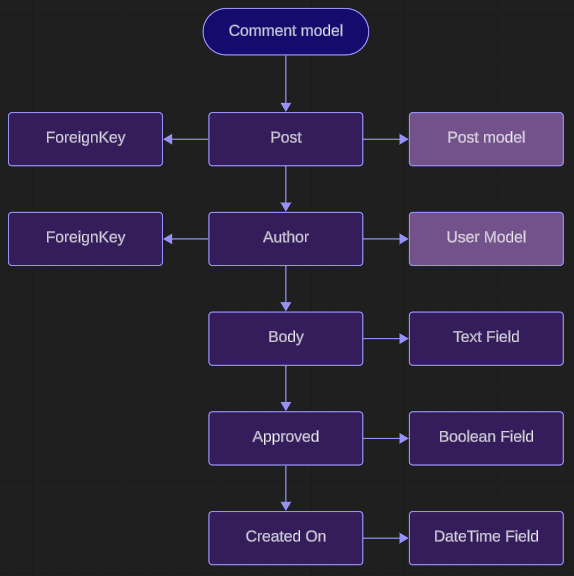 Comment model
ForeignKey
Post
Post model
ForeignKey
Author
User Model
Body
Text Field
Approved
Boolean Field
Created On
DateTime Field